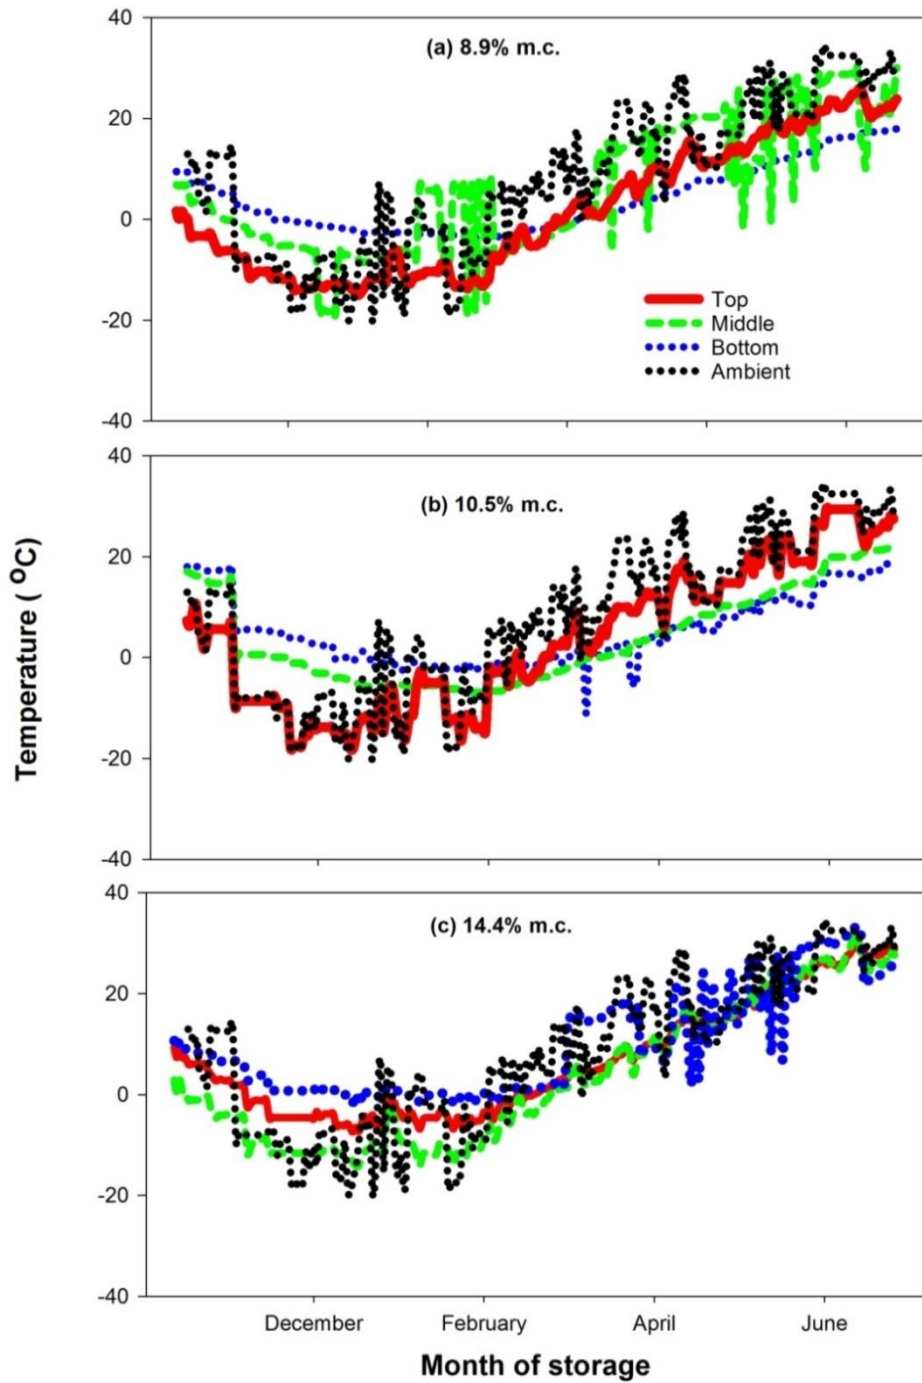 40
(a) 8.9% m.c.
20
0
-20
-40
Top
Middle
Bottom
Ambient
40
(b) 10.5% m.c.
20
0
-20
-40
Temperature ( °C)
40
(c) 14.4% m.c.
20
0
-20
-40
December February April June
Month of storage